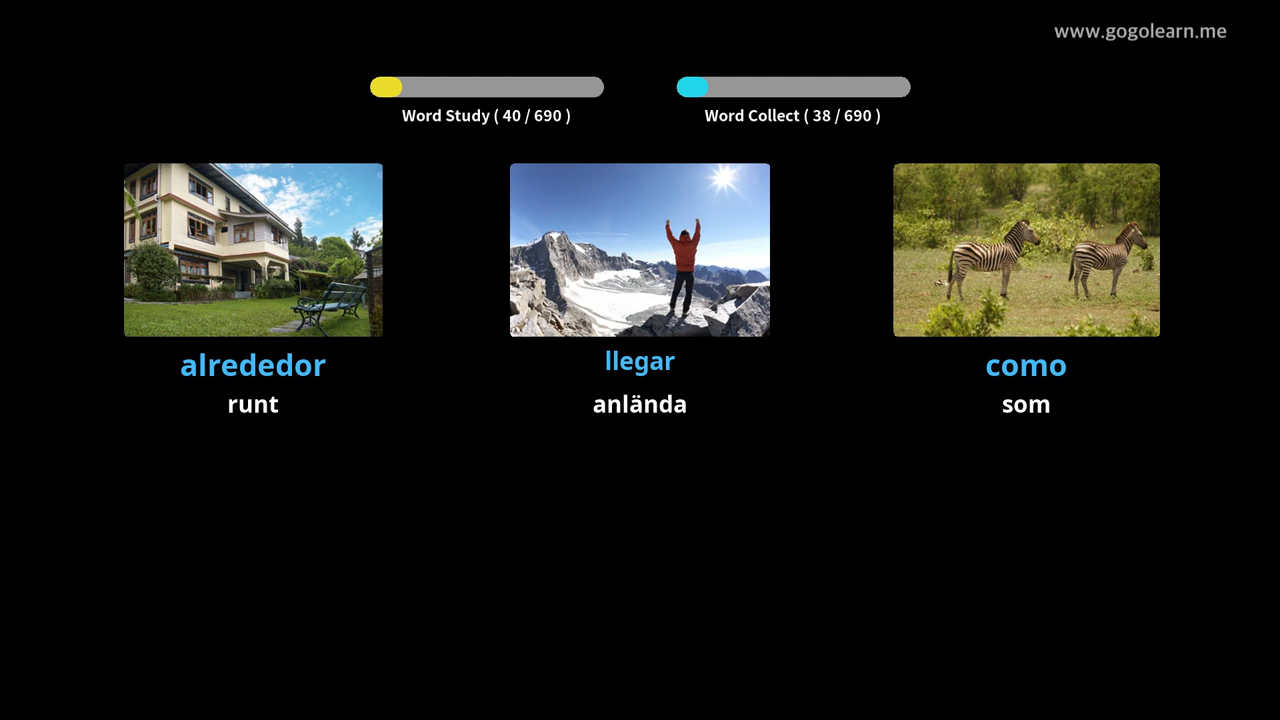 www.gogolearn.me
Word Study ( 40 / 690 )
Word Collect ( 38 / 690 )
alrededor
runt
llegar
anlända
como
som